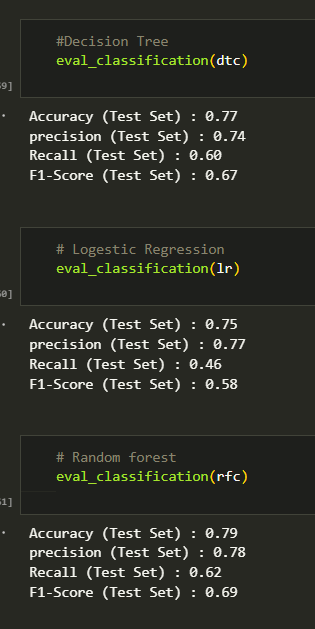 #Decision Tree
eval_classification(dtc)
59]
Accuracy (Test Set) : 0.77
precision (Test Set) : 0.74
Recall (Test Set) : 0.60
F1-Score (Test Set) : 0.67
# Logestic Regression
eval_classification(lr)
60]
Accuracy (Test Set) : 0.75
precision (Test Set) : 0.77
Recall (Test Set) : 0.46
F1-Score (Test Set) : 0.58
# Random forest
eval_classification(rfc)
61]
Accuracy (Test Set) : 0.79
precision (Test Set) : 0.78
Recall (Test Set) : 0.62
F1-Score (Test Set) : 0.69